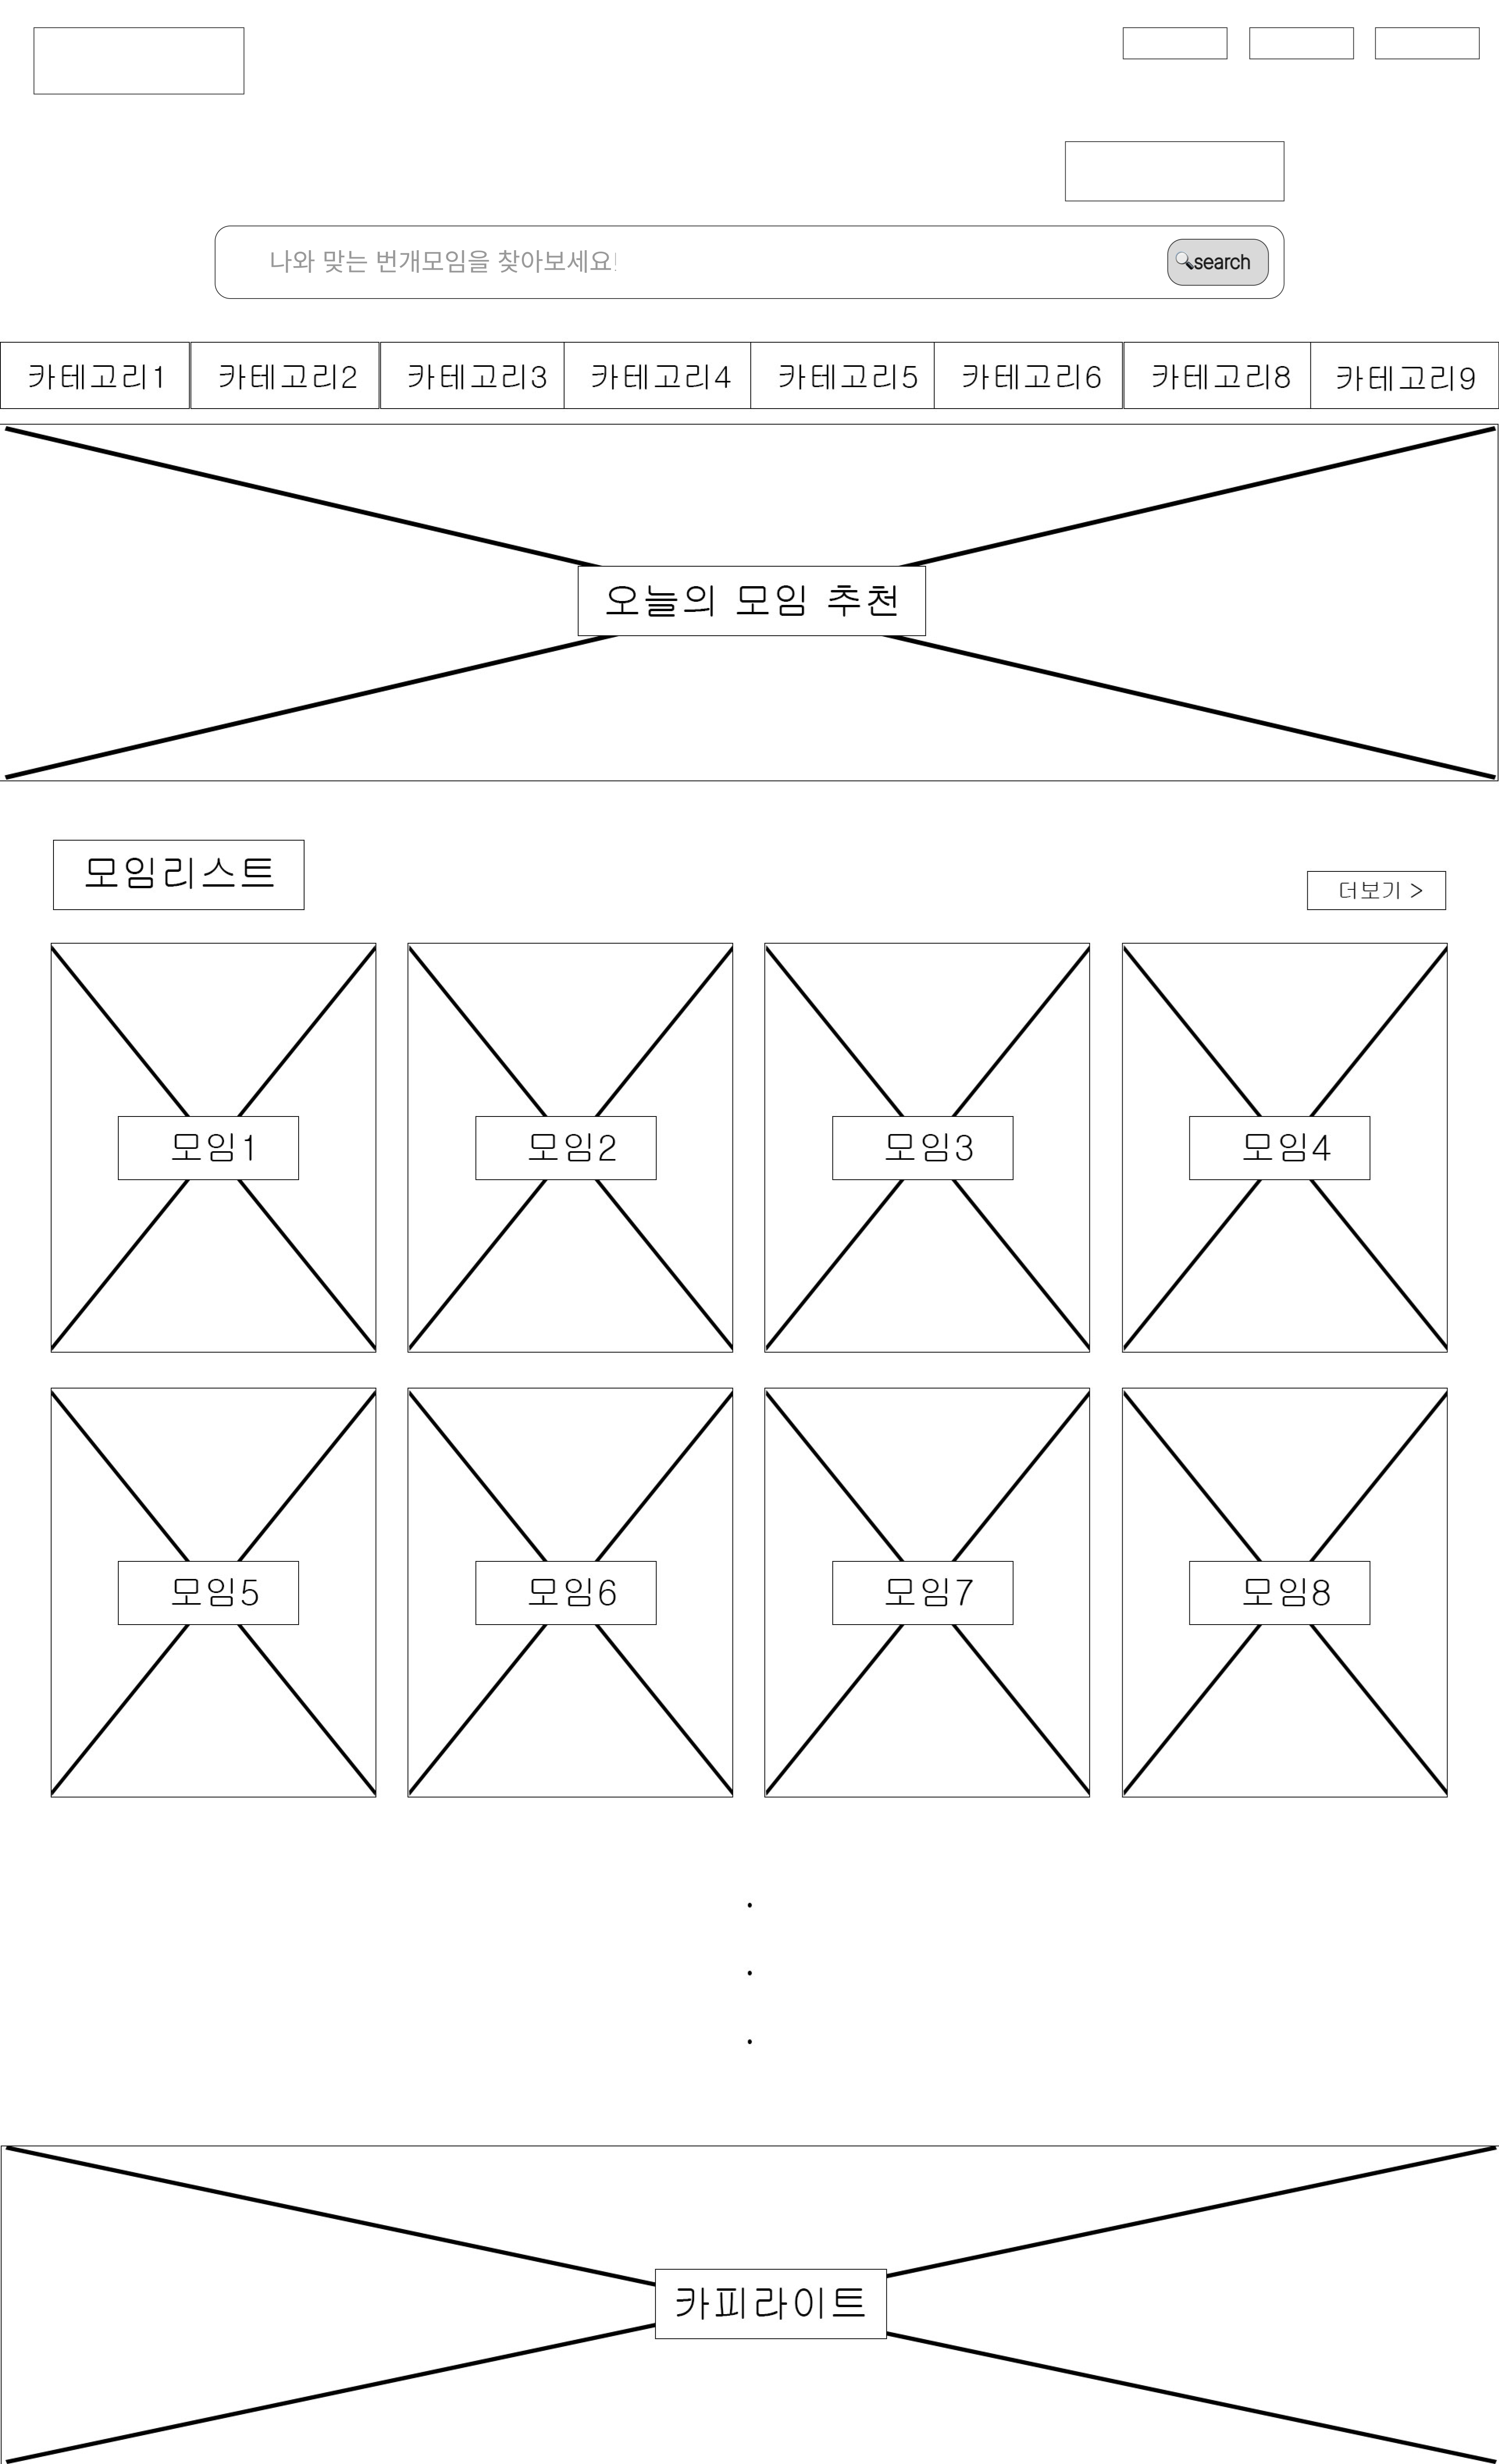 나와 맞는 번개모임을 찾아보세요!
search
카테고리1 카테고리2 카테고리3 카테고리4 카테고리5 카테고리6 카테고리8 카테고리9
오늘의 모임 추천
모임리스트
더보기 >
모임1 모임2 모임3 모임4
모임5 모임6 모임7 모임8
카피라이트